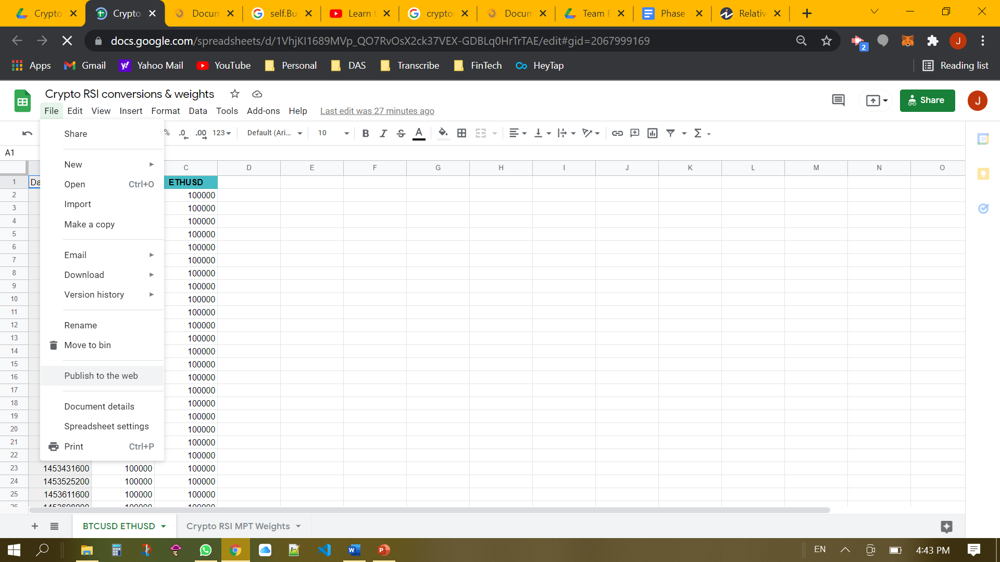 Crypto
Crypto
Docum
self.Bu
Learn t
crypto
Docum
Team F
Phase
Relativ
docs.google.com/spreadsheets/d/1VhjKI1689MVp_QO7RvOsX2ck37VEX-GDBLq0HrTrTAE/edit#gid=2067999169
2
J
Apps
Gmail
Yahoo Mail
YouTube
Personal
DAS
Transcribe
FinTech
HeyTap
Reading list
Crypto RSI conversions & weights
Share
J
File Edit View Insert Format Data Tools Add-ons Help Last edit was 27 minutes ago
% .0 .00 123 Default (Ari... 10 B I S A Σ
31
A1
C D E F G H I J K L M N O
1 Da ETHUSD
2 100000
3 100000
4 100000
5 100000
6 100000
7 100000
8 100000
9 100000
10 100000
11 100000
12 100000
13 100000
14 100000
15 100000
16 100000
17 100000
18 100000
19 100000
20 100000
21 100000
22 100000
23 1453431600 100000 100000
24 1453525200 100000 100000
25 1453611600 100000 100000
26 1453698000 100000 100000
Share
New
Open Ctrl+O
Import
Make a copy
Email
Download
Version history
Rename
Move to bin
Publish to the web
Document details
Spreadsheet settings
Print Ctrl+P
+ BTCUSD ETHUSD Crypto RSI MPT Weights
EN
4:43 PM